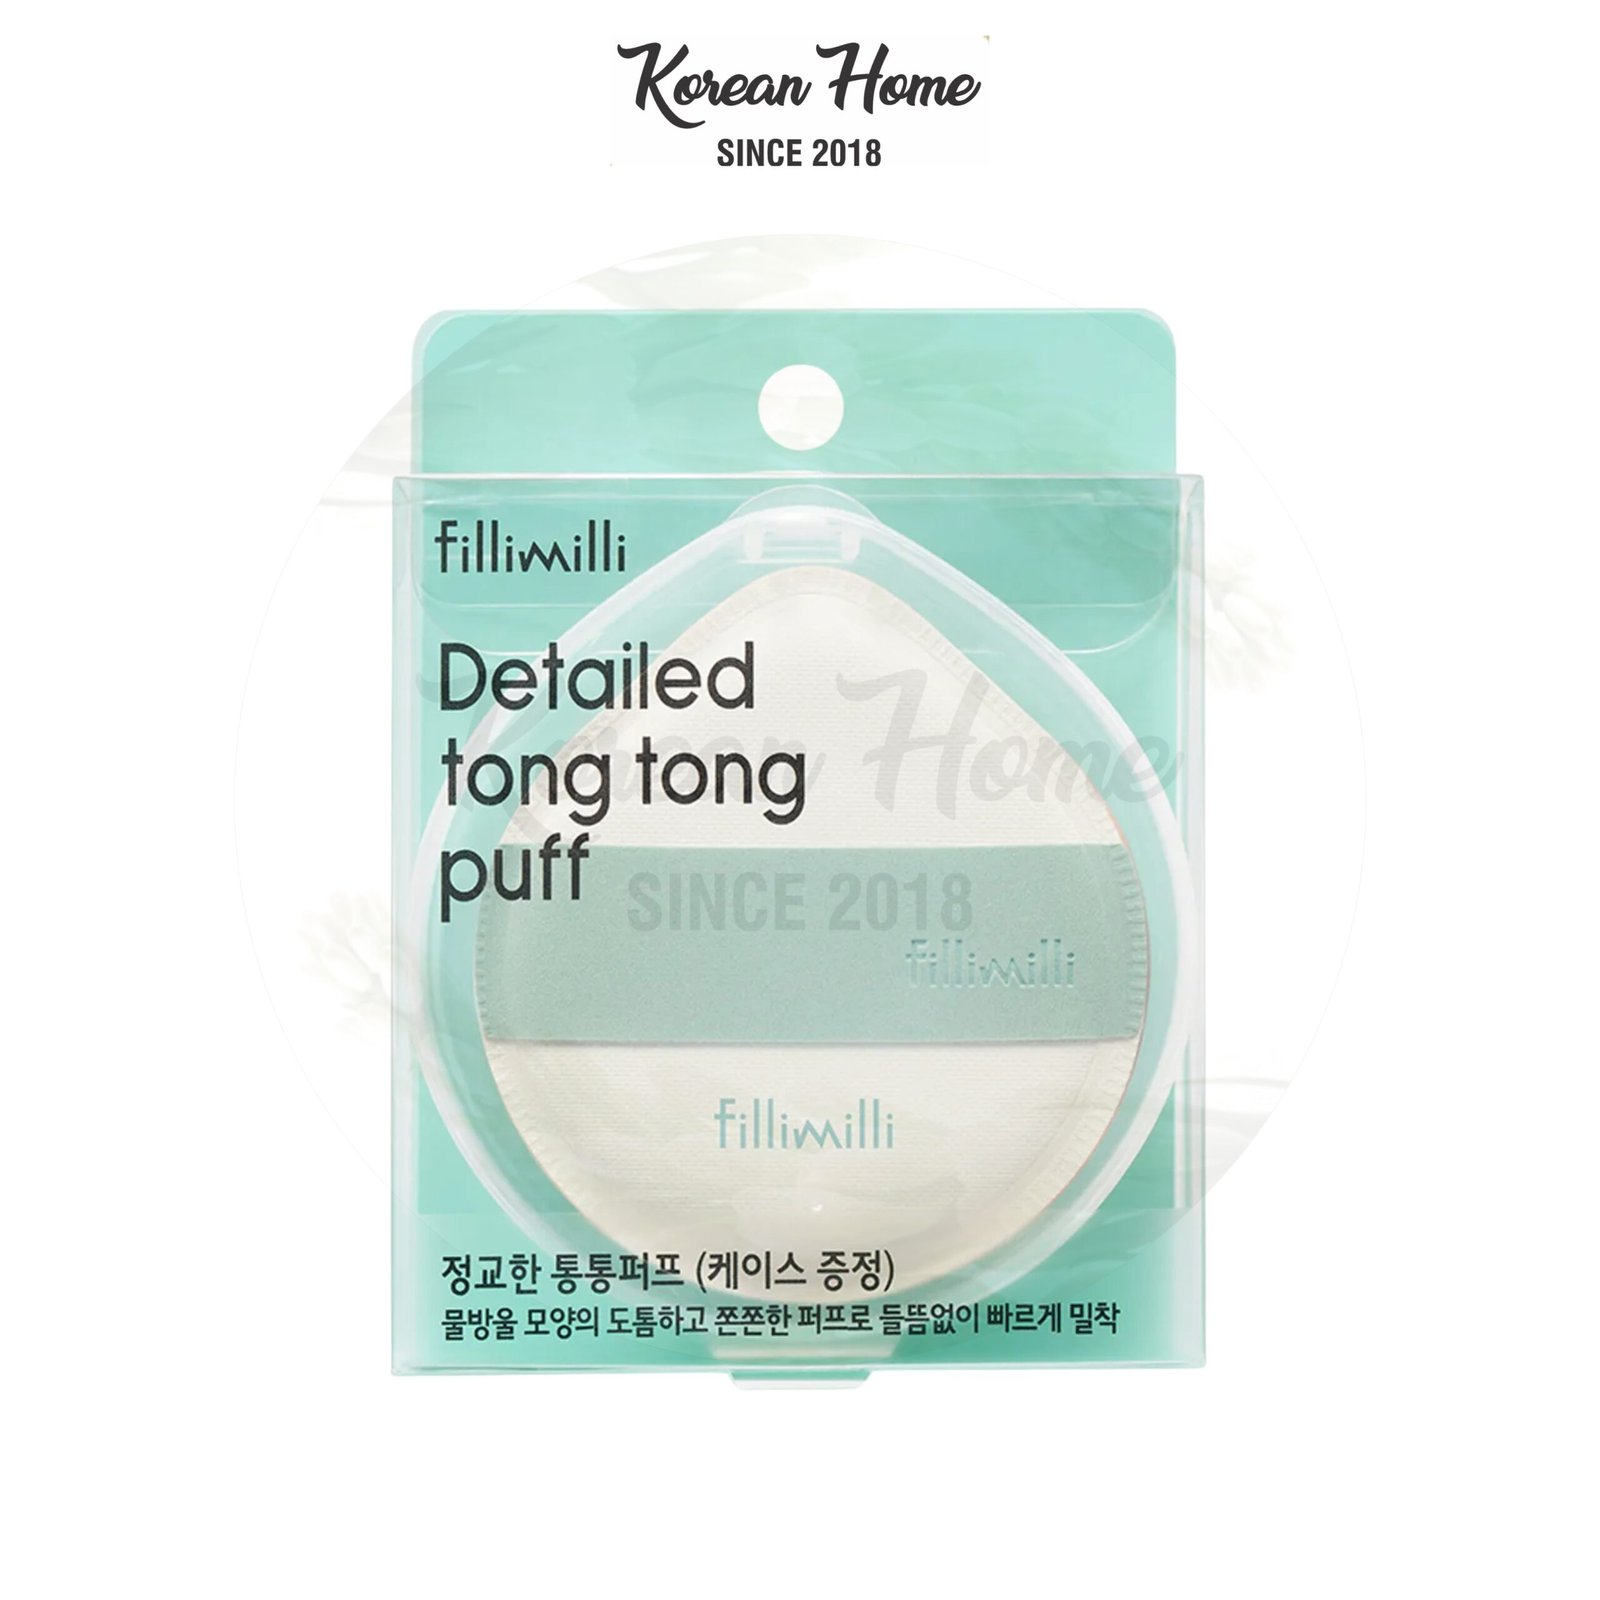 Korean Home
SINCE 2018
fillimilli
Detailed
tong tong
puff
Korean Home
SINCE 2018
fillimilli
fillimilli
정교한 통통퍼프 (케이스 증정)
물방울 모양의 도톰하고 쫀쫀한 퍼프로 들뜸없이 빠르게 밀착